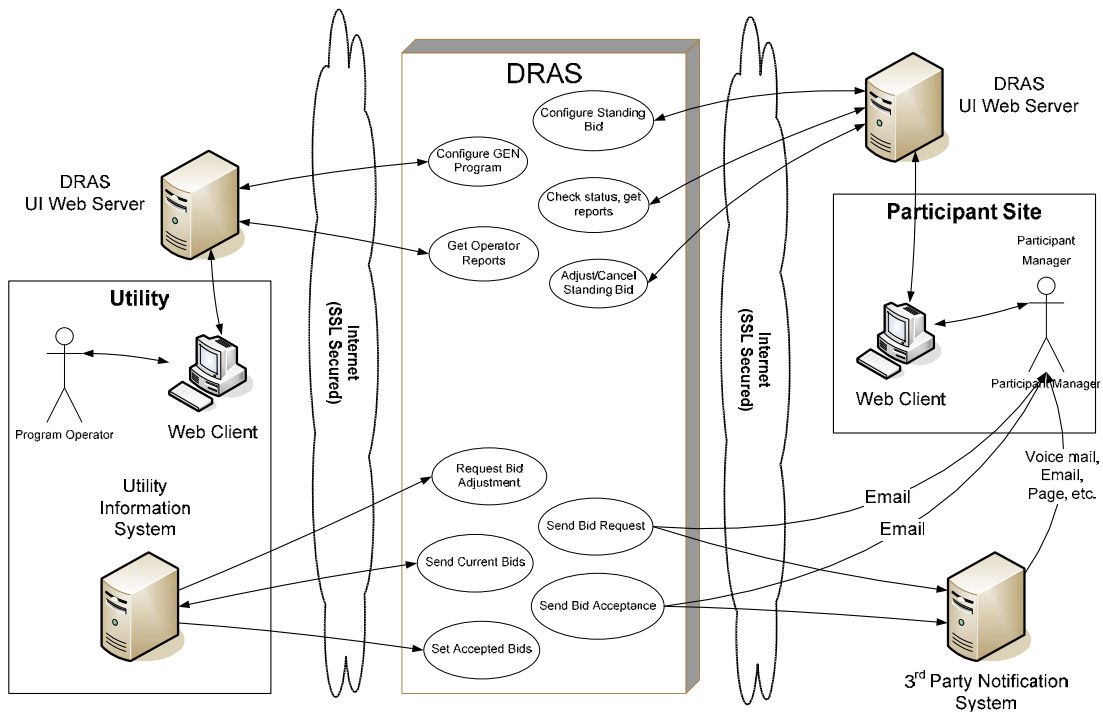 DRAS
Configure Standing
Bid
Configure GEN
Program
Check status, get
reports
Get Operator
Reports
Adjust/Cancel
Standing Bid
DRAS
UI Web Server
DRAS
UI Web Server
Utility
Program Operator
Web Client
Utility
Information
System
Internet
(SSL Secured)
Internet
(SSL Secured)
Participant Site
Participant
Manager
Web Client
Participant Manager
Request Bid
Adjustment
Send Bid Request
Send Current Bids
Send Bid Acceptance
Set Accepted Bids
Email
Email
Voice mail,
Email,
Page, etc.
3rd Party Notification
System